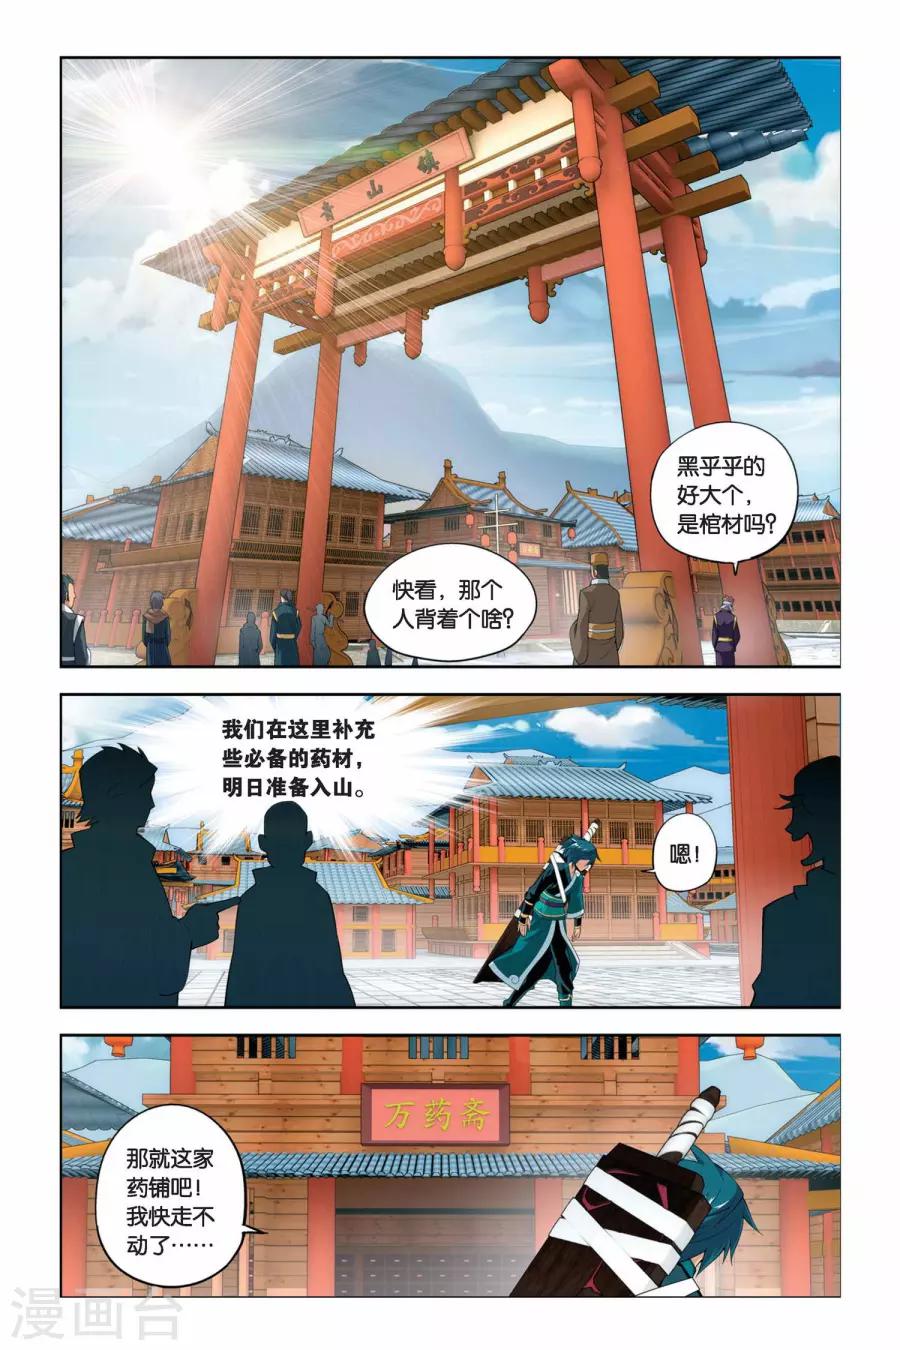 青山镇
黑乎乎的
好大个，
是棺材吗？
快看，那个
人背着个啥？
我们在这里补充
些必备的药材，
明日准备入山。
嗯！
万药斋
那就这家
药铺吧！
我快走不
动了……
漫画台